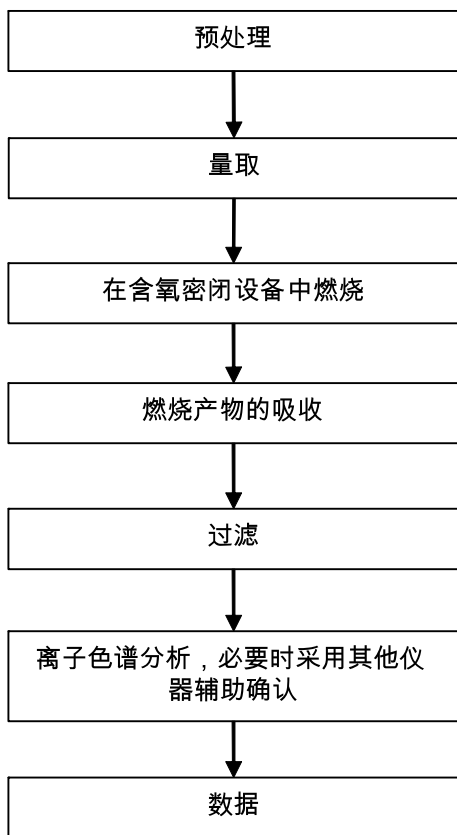 预处理
量取
在含氧密闭设备中燃烧
燃烧产物的吸收
过滤
离子色谱分析，必要时采用其他仪
器辅助确认
数据